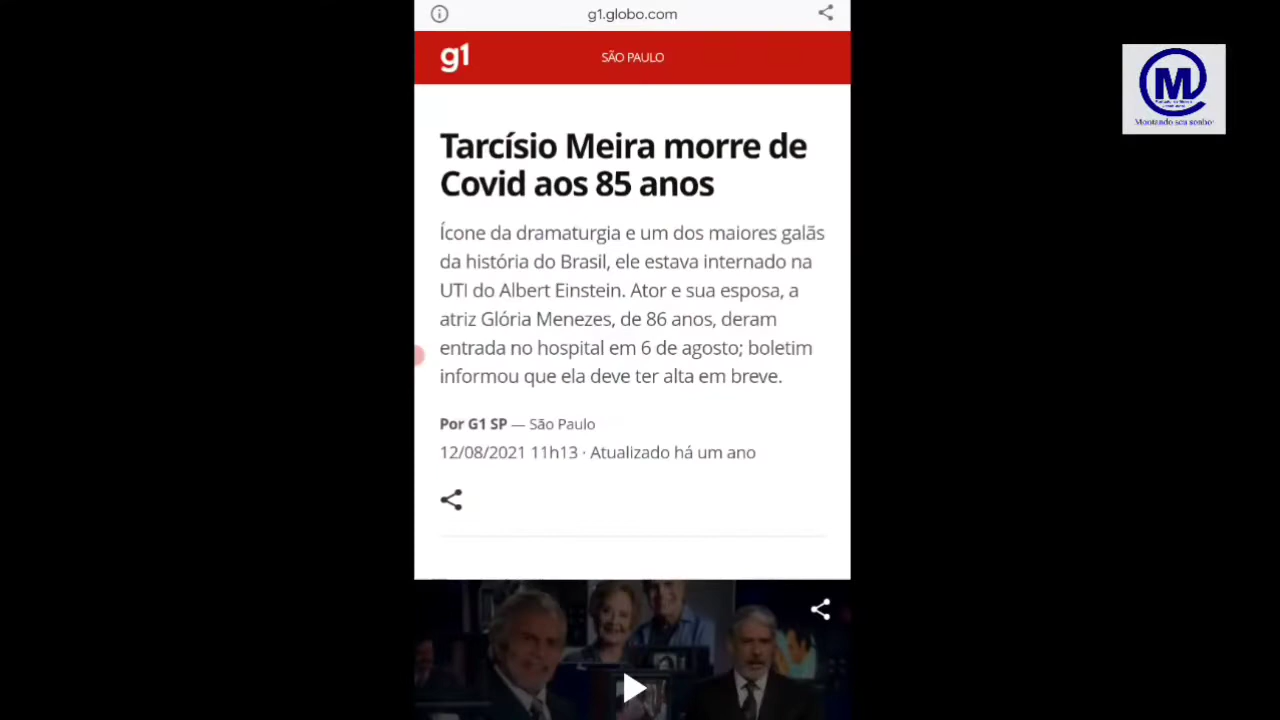 g1.globo.com
g1
SÃO PAULO
M
Montando seu sonho
Tarcísio Meira morre de
Covid aos 85 anos
Ícone da dramaturgia e um dos maiores galãs
da história do Brasil, ele estava internado na
UTI do Albert Einstein. Ator e sua esposa, a
atriz Glória Menezes, de 86 anos, deram
entrada no hospital em 6 de agosto; boletim
informou que ela deve ter alta em breve.
Por G1 SP — São Paulo
12/08/2021 11h13 · Atualizado há um ano